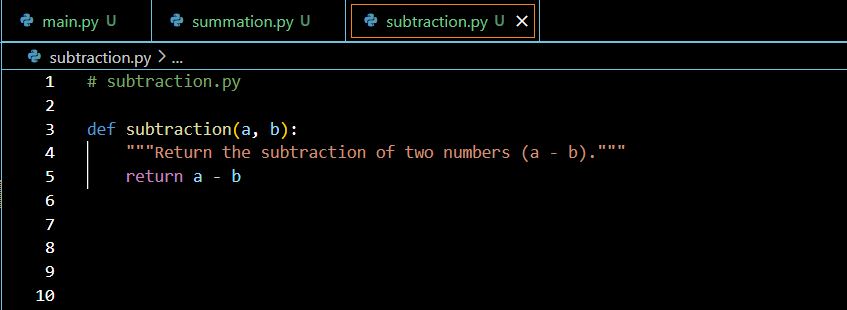 main.py U
summation.py U
subtraction.py U ×
subtraction.py > ...
1 # subtraction.py
2
3 def subtraction(a, b):
4     """Return the subtraction of two numbers (a - b)."""
5     return a - b
6
7
8
9
10